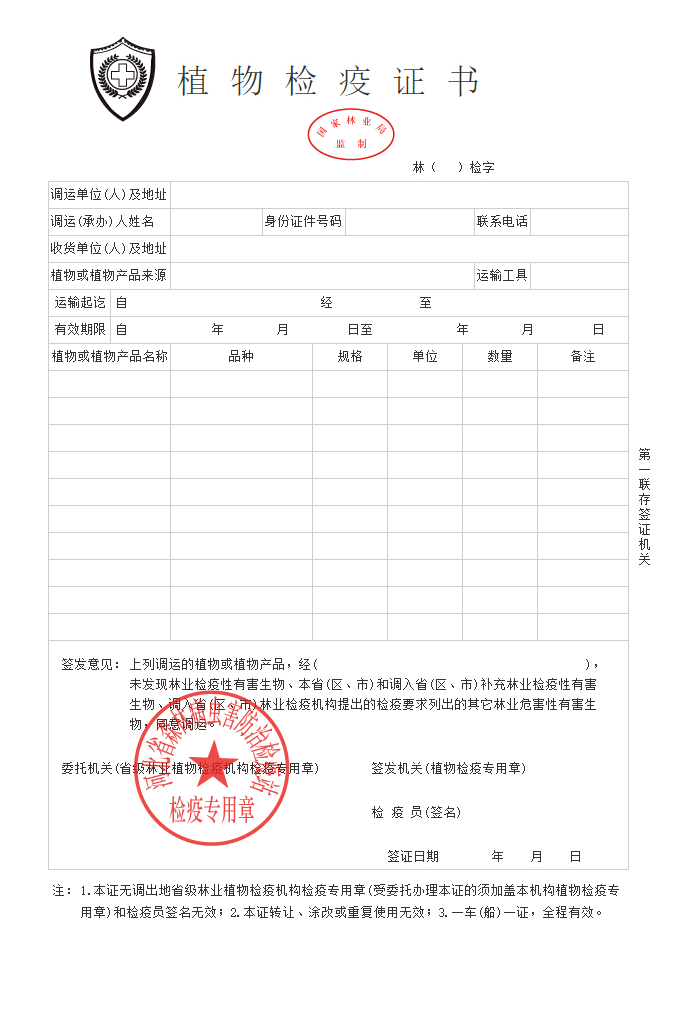 植物检疫证书
国家林业局
监制
林（　）检字
调运单位(人)及地址
调运(承办)人姓名 身份证件号码 联系电话
收货单位(人)及地址
植物或植物产品来源 运输工具
运输起讫 自 经 至
有效期限 自 年 月 日至 年 月 日
植物或植物产品名称 品种 规格 单位 数量 备注
第一联存签证机关
签发意见：上列调运的植物或植物产品，经( )，
未发现林业检疫性有害生物、本省(区、市)和调入省(区、市)补充林业检疫性有害
生物、调入省(区、市)林业检疫机构提出的检疫要求列出的其它林业危害性有害生
物，同意调运。
委托机关(省级林业植物检疫机构检疫专用章) 签发机关(植物检疫专用章)
河北省森林病虫害防治检疫站
检疫专用章
检 疫 员(签名)
签证日期 年 月 日
注：1.本证无调出地省级林业植物检疫机构检疫专用章(受委托办理本证的须加盖本机构植物检疫专
用章)和检疫员签名无效；2.本证转让、涂改或重复使用无效；3.一车(船)一证，全程有效。